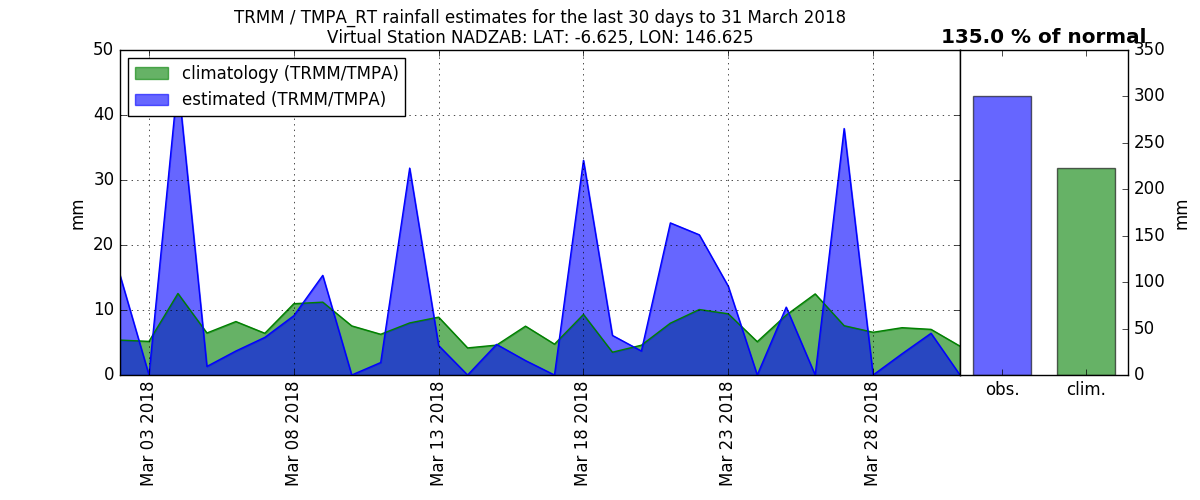 TRMM / TMPA_RT rainfall estimates for the last 30 days to 31 March 2018
Virtual Station NADZAB: LAT: -6.625, LON: 146.625
135.0 % of normal
climatology (TRMM/TMPA)
estimated (TRMM/TMPA)
50
40
30
20
10
0
mm
Mar 03 2018
Mar 08 2018
Mar 13 2018
Mar 18 2018
Mar 23 2018
Mar 28 2018
obs.
clim.
350
300
250
200
150
100
50
0
mm